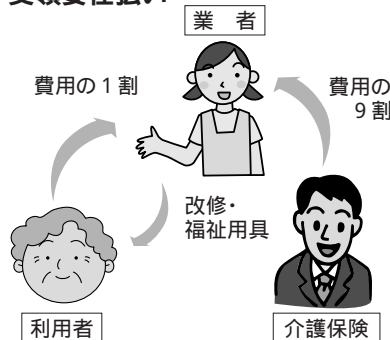 受領委任払い
業 者
費用の１割
費用の
９割
改修・
福祉用具
利用者
介護保険